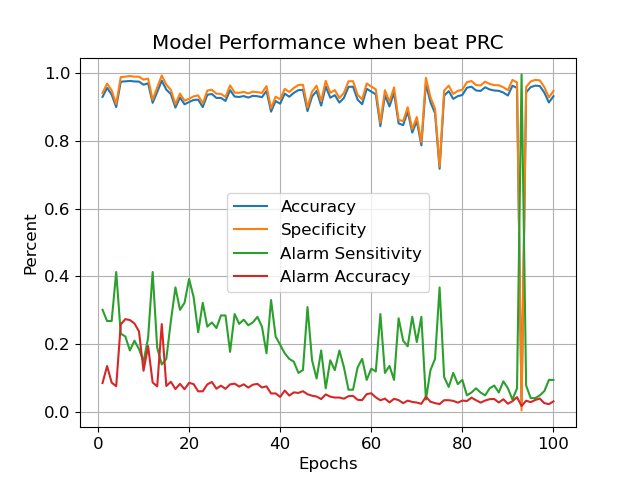 Model Performance when beat PRC
1.0
0.8
0.6
0.4
0.2
0.0
Percent
Accuracy
Specificity
Alarm Sensitivity
Alarm Accuracy
0 20 40 60 80 100
Epochs